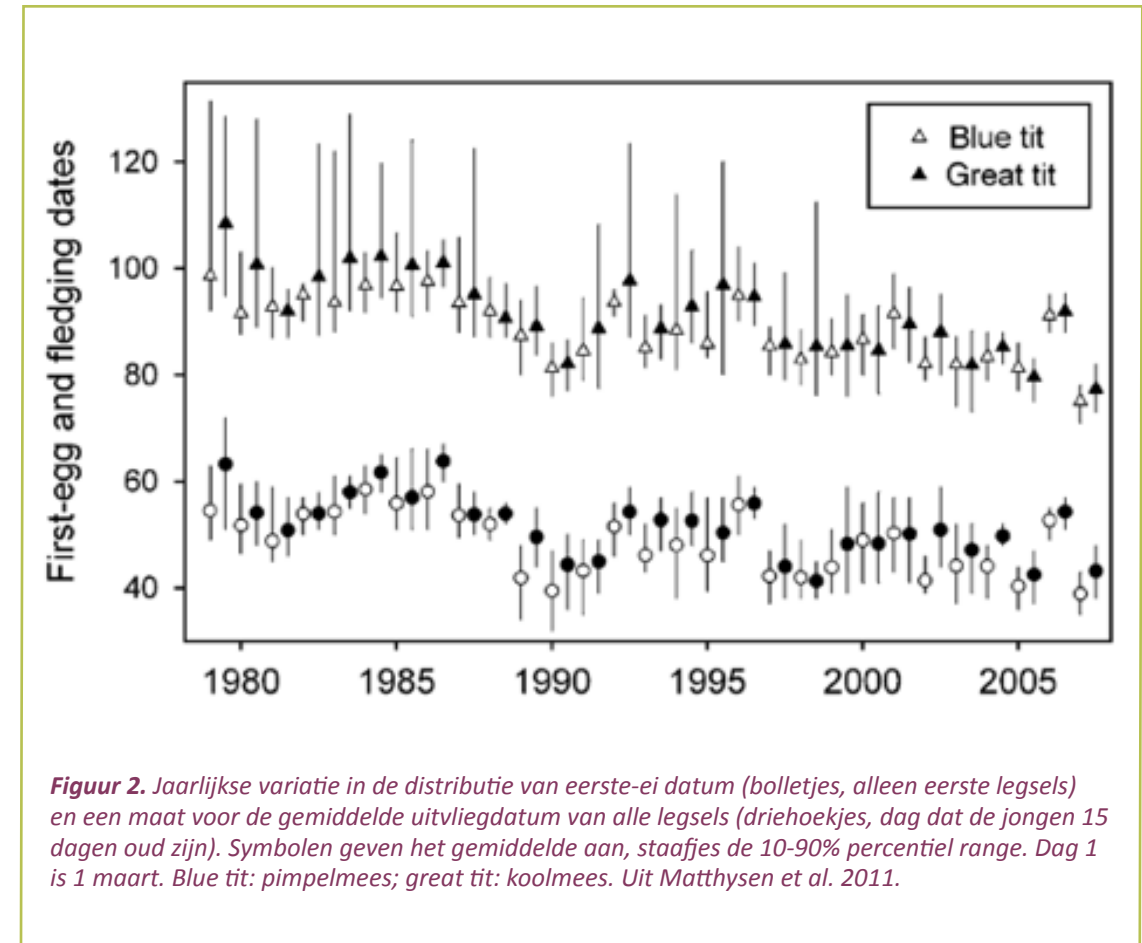 First-egg and fledging dates
120
100
80
60
40
△ Blue tit
▲ Great tit
1980 1985 1990 1995 2000 2005
Figuur 2. Jaarlijkse variatie in de distributie van eerste-ei datum (bolletjes, alleen eerste legsels)
en een maat voor de gemiddelde uitvliegdatum van alle legsels (driehoekjes, dag dat de jongen 15
dagen oud zijn). Symbolen geven het gemiddelde aan, staafjes de 10-90% percentiel range. Dag 1
is 1 maart. Blue tit: pimpelmees; great tit: koolmees. Uit Matthysen et al. 2011.